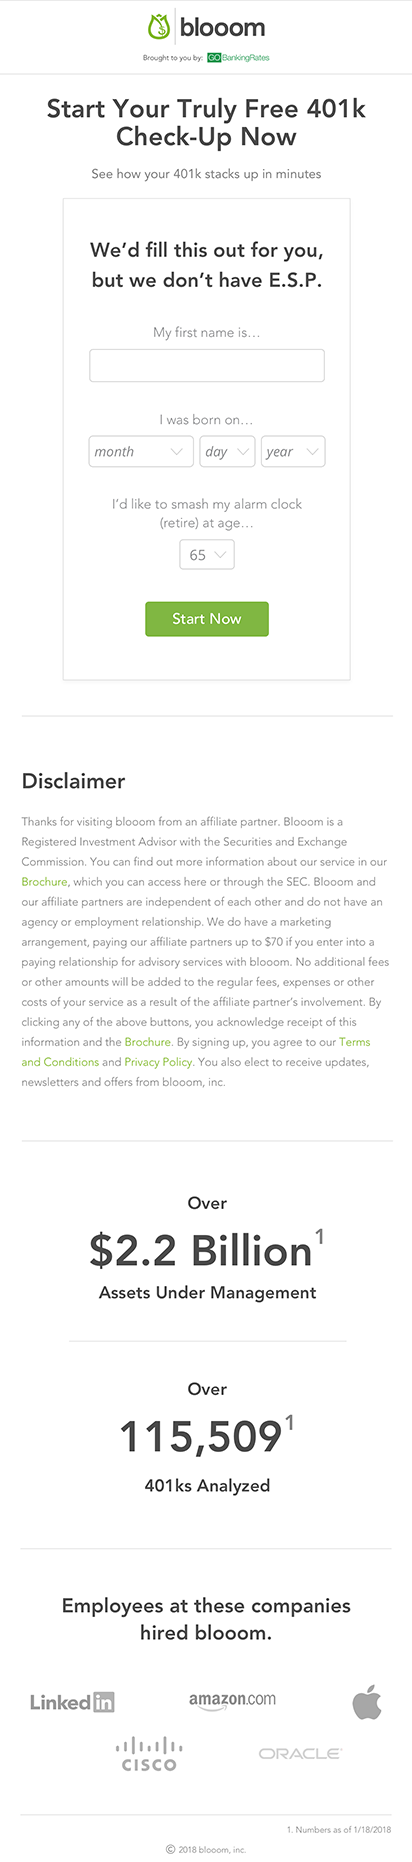 blooom
Brought to you by: GOBankingRates
Start Your Truly Free 401k
Check-Up Now
See how your 401k stacks up in minutes
We’d fill this out for you,
but we don’t have E.S.P.
My first name is…
I was born on…
month day year
I’d like to smash my alarm clock
(retire) at age…
65
Start Now
Disclaimer
Thanks for visiting blooom from an affiliate partner. Blooom is a
Registered Investment Advisor with the Securities and Exchange
Commission. You can find out more information about our service in our
Brochure, which you can access here or through the SEC. Blooom and
our affiliate partners are independent of each other and do not have an
agency or employment relationship. We do have a marketing
arrangement, paying our affiliate partners up to $70 if you enter into a
paying relationship for advisory services with blooom. No additional fees
or other amounts will be added to the regular fees, expenses or other
costs of your service as a result of the affiliate partner’s involvement. By
clicking any of the above buttons, you acknowledge receipt of this
information and the Brochure. By signing up, you agree to our Terms
and Conditions and Privacy Policy. You also elect to receive updates,
newsletters and offers from blooom, inc.
Over
$2.2 Billion1
Assets Under Management
Over
115,5091
401ks Analyzed
Employees at these companies
hired blooom.
Linked in amazon.com
CISCO ORACLE
1. Numbers as of 1/18/2018
© 2018 blooom, inc.